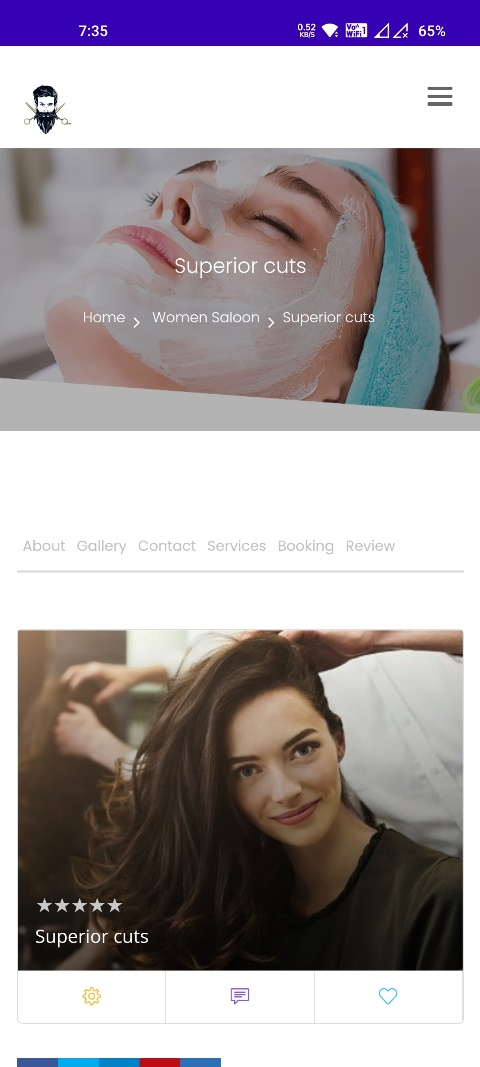 7:35
0.52
KB/S
65%
Superior cuts
Home
Women Saloon
Superior cuts
About Gallery Contact Services Booking Review
Superior cuts